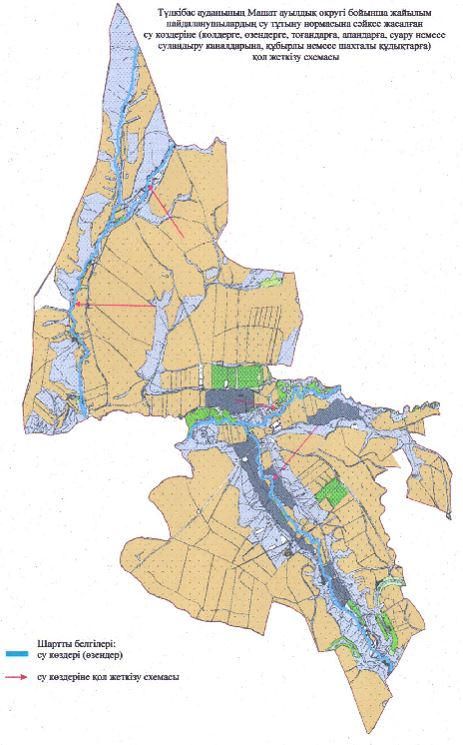 Түлкібас ауданының Машат ауылдық округі бойынша жайылым
пайдаланушылардың су тұтыну нормасына сәйкес жасалған
су көздеріне (көлдерге, өзендерге, тоғандарға, апандарға, суару немесе
суландыру каналдарына, құбырлы немесе шахталы құдықтарға)
қол жеткізу схемасы
Шартты белгілері:
су көздері (өзендер)
су көздеріне қол жеткізу схемасы